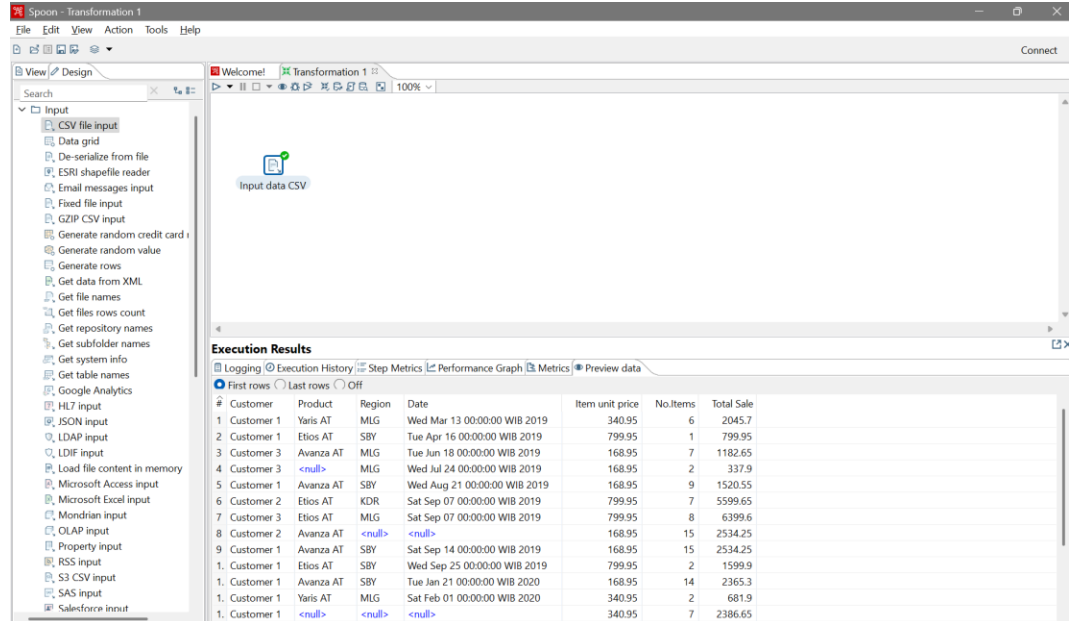 Spoon - Transformation 1
File Edit View Action Tools Help
Connect
View Design
Welcome! Transformation 1
Search
100%
Input
CSV file input
Data grid
De-serialize from file
ESRI shapefile reader
Email messages input
Fixed file input
GZIP CSV input
Generate random credit card
Generate random value
Generate rows
Get data from XML
Get file names
Get files rows count
Get repository names
Get subfolder names
Get system info
Get table names
Google Analytics
HL7 input
JSON input
LDAP input
LDIF input
Load file content in memory
Microsoft Access input
Microsoft Excel input
Mondrian input
OLAP input
Property input
RSS input
S3 CSV input
SAS input
Salesforce input
Input data CSV
Execution Results
Logging Execution History Step Metrics Performance Graph Metrics Preview data
First rows Last rows Off
# Customer Product Region Date Item unit price No.Items Total Sale
1 Customer 1 Yaris AT MLG Wed Mar 13 00:00:00 WIB 2019 340.95 6 2045.7
2 Customer 1 Etios AT SBY Tue Apr 16 00:00:00 WIB 2019 799.95 1 799.95
3 Customer 3 Avanza AT MLG Tue Jun 18 00:00:00 WIB 2019 168.95 7 1182.65
4 Customer 3 <null> MLG Wed Jul 24 00:00:00 WIB 2019 168.95 2 337.9
5 Customer 1 Avanza AT SBY Wed Aug 21 00:00:00 WIB 2019 168.95 9 1520.55
6 Customer 2 Etios AT KDR Sat Sep 07 00:00:00 WIB 2019 799.95 7 5599.65
7 Customer 3 Etios AT MLG Sat Sep 07 00:00:00 WIB 2019 799.95 8 6399.6
8 Customer 2 Avanza AT <null> <null> 168.95 15 2534.25
9 Customer 1 Avanza AT SBY Sat Sep 14 00:00:00 WIB 2019 168.95 15 2534.25
1. Customer 1 Etios AT SBY Wed Sep 25 00:00:00 WIB 2019 799.95 2 1599.9
1. Customer 1 Avanza AT SBY Tue Jan 21 00:00:00 WIB 2020 168.95 14 2365.3
1. Customer 1 Yaris AT MLG Sat Feb 01 00:00:00 WIB 2020 340.95 2 681.9
1. Customer 1 <null> <null> <null> 340.95 7 2386.65